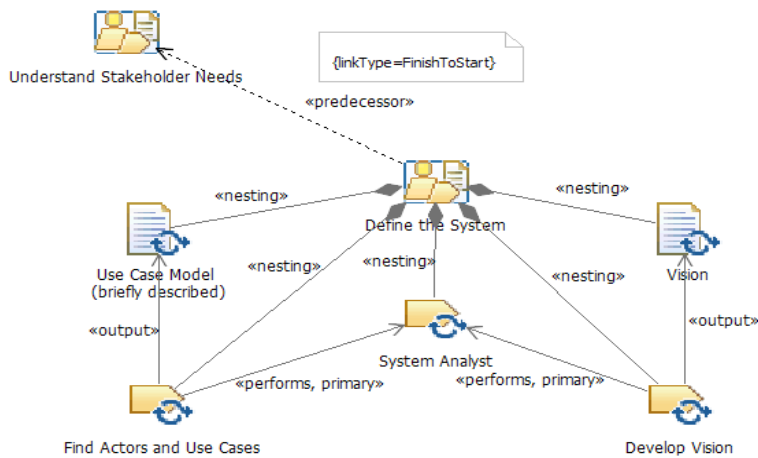 Understand Stakeholder Needs
{linkType=FinishToStart}
«predecessor»
«nesting»
«nesting»
Define the System
Use Case Model
(briefly described)
«nesting»
«nesting»
«nesting»
Vision
«output»
«output»
System Analyst
«performs, primary»
«performs, primary»
Find Actors and Use Cases
Develop Vision